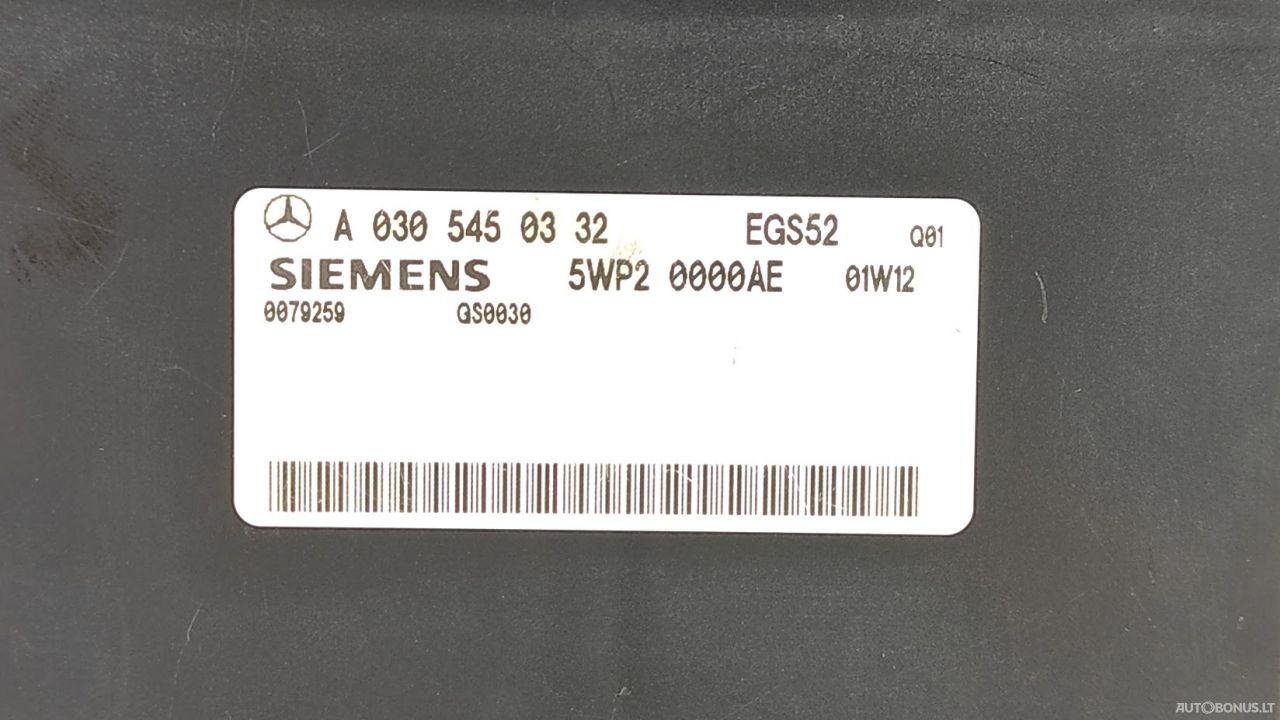 A 030 545 03 32 EGS52 Q01
SIEMENS 5WP2 0000AE 01W12
0079259 QS0030
AUTOBONUS.LT